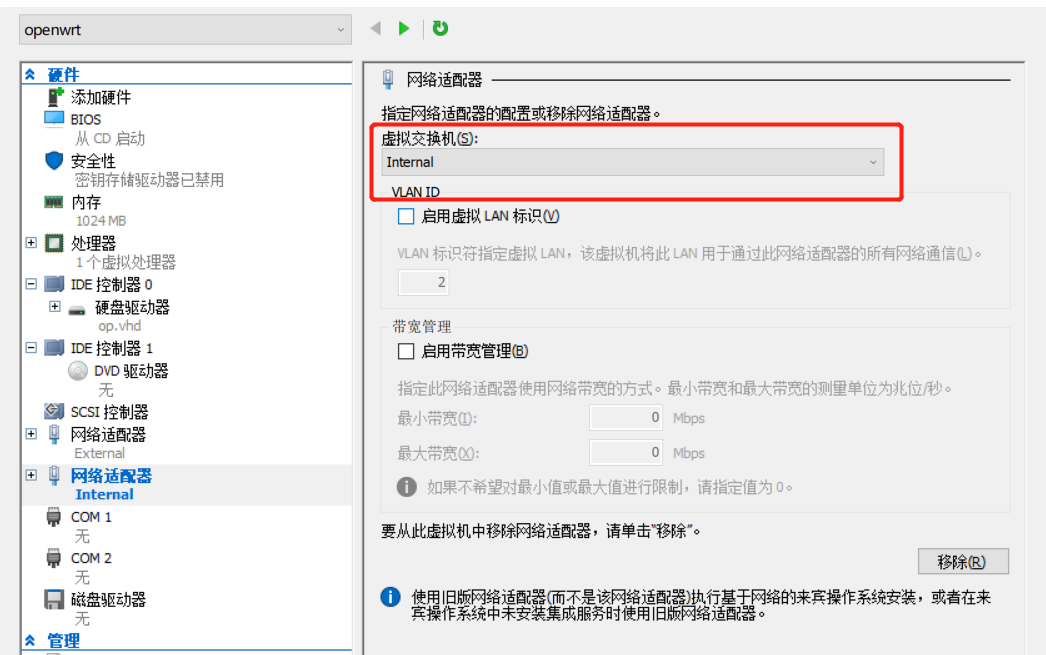 openwrt
硬件
添加硬件
BIOS
从 CD 启动
安全性
密钥存储驱动器已禁用
内存
1024 MB
处理器
1 个虚拟处理器
IDE 控制器 0
硬盘驱动器
op.vhd
IDE 控制器 1
DVD 驱动器
无
SCSI 控制器
网络适配器
External
网络适配器
Internal
COM 1
无
COM 2
无
磁盘驱动器
无
管理
网络适配器
指定网络适配器的配置或移除网络适配器。
虚拟交换机(S):
Internal
VLAN ID
启用虚拟 LAN 标识(V)
VLAN 标识符指定虚拟 LAN，该虚拟机将此 LAN 用于通过此网络适配器的所有网络通信(L)。
2
带宽管理
启用带宽管理(B)
指定此网络适配器使用网络带宽的方式。最小带宽和最大带宽的测量单位为兆位/秒。
最小带宽(I): 0 Mbps
最大带宽(X): 0 Mbps
如果不希望对最小值或最大值进行限制，请指定值为 0。
要从此虚拟机中移除网络适配器，请单击"移除"。
移除(R)
使用旧版网络适配器(而不是该网络适配器)执行基于网络的来宾操作系统安装，或者在来
宾操作系统中未安装集成服务时使用旧版网络适配器。